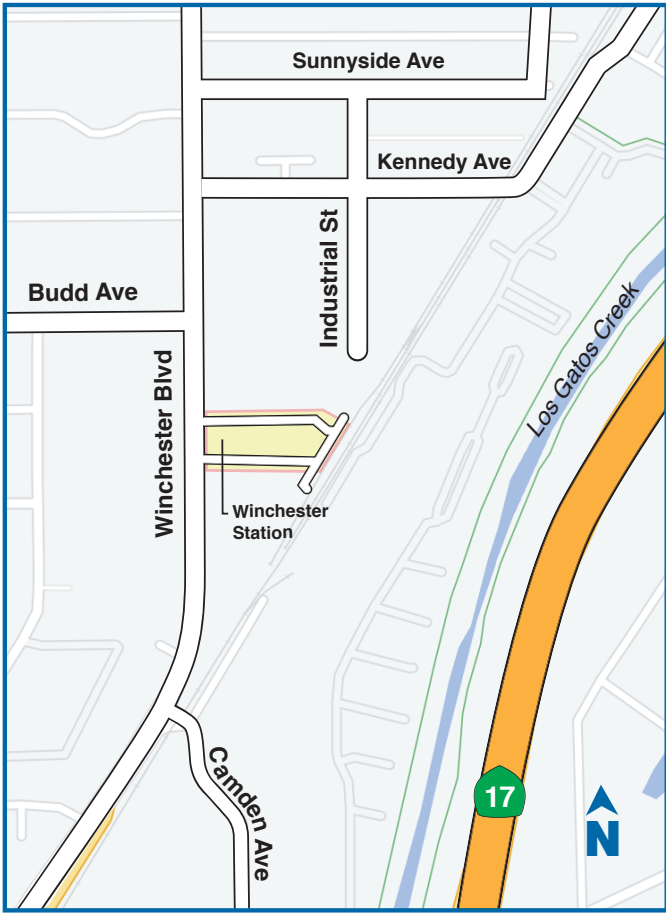 Sunnyside Ave
Kennedy Ave
Industrial St
Budd Ave
Los Gatos Creek
Winchester Blvd
Winchester
Station
Camden Ave
17
N